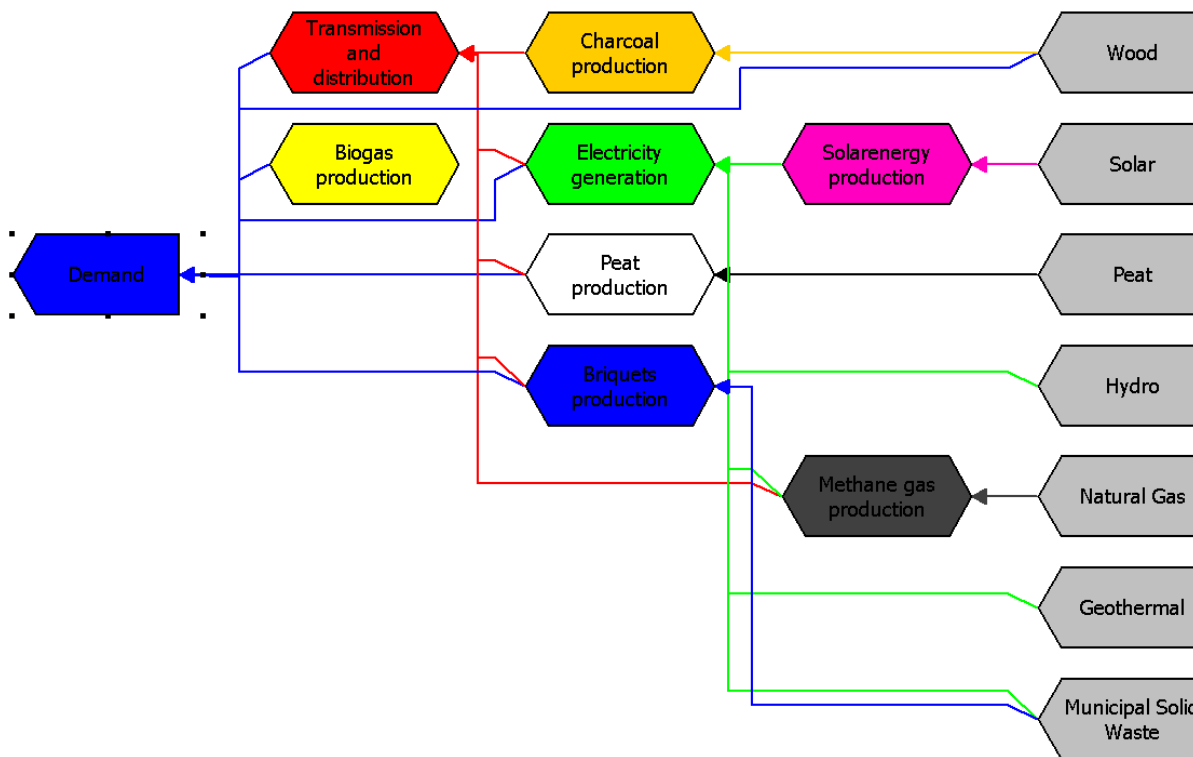 Transmission
and
distribution
Charcoal
production
Wood
Biogas
production
Electricity
generation
Solarenergy
production
Solar
Demand
Peat
production
Peat
Briquets
production
Hydro
Methane gas
production
Natural Gas
Geothermal
Municipal Solid
Waste